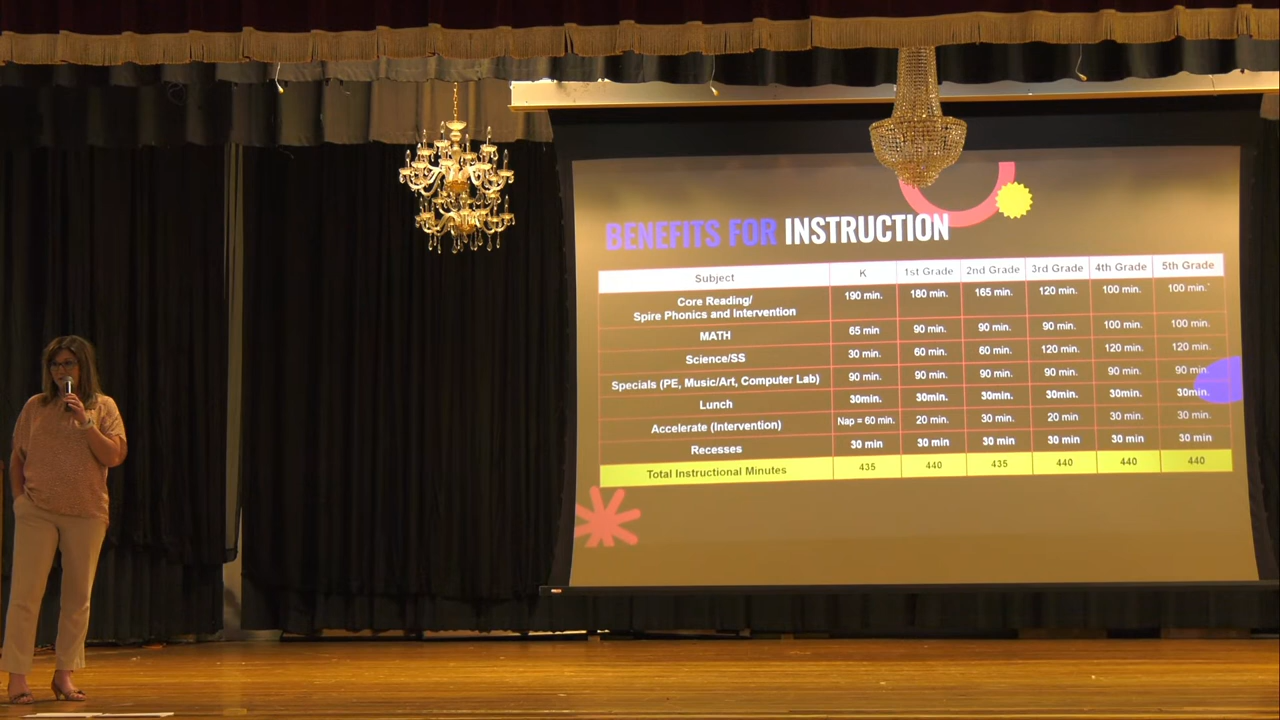 BENEFITS FOR INSTRUCTION
Subject K 1st Grade 2nd Grade 3rd Grade 4th Grade 5th Grade
Core Reading/
Spire Phonics and Intervention 190 min. 180 min. 165 min. 120 min. 100 min. 100 min.
MATH 65 min 90 min. 90 min. 90 min. 100 min. 100 min.
Science/SS 30 min. 60 min. 60 min. 120 min. 120 min. 120 min.
Specials (PE, Music/Art, Computer Lab) 90 min. 90 min. 90 min. 90 min. 90 min. 90 min.
Lunch 30min. 30min. 30min. 30min. 30min. 30min.
Accelerate (Intervention) Nap = 60 min. 20 min. 30 min. 20 min 30 min. 30 min.
Recesses 30 min 30 min 30 min 30 min 30 min 30 min
Total Instructional Minutes 435 440 435 440 440 440